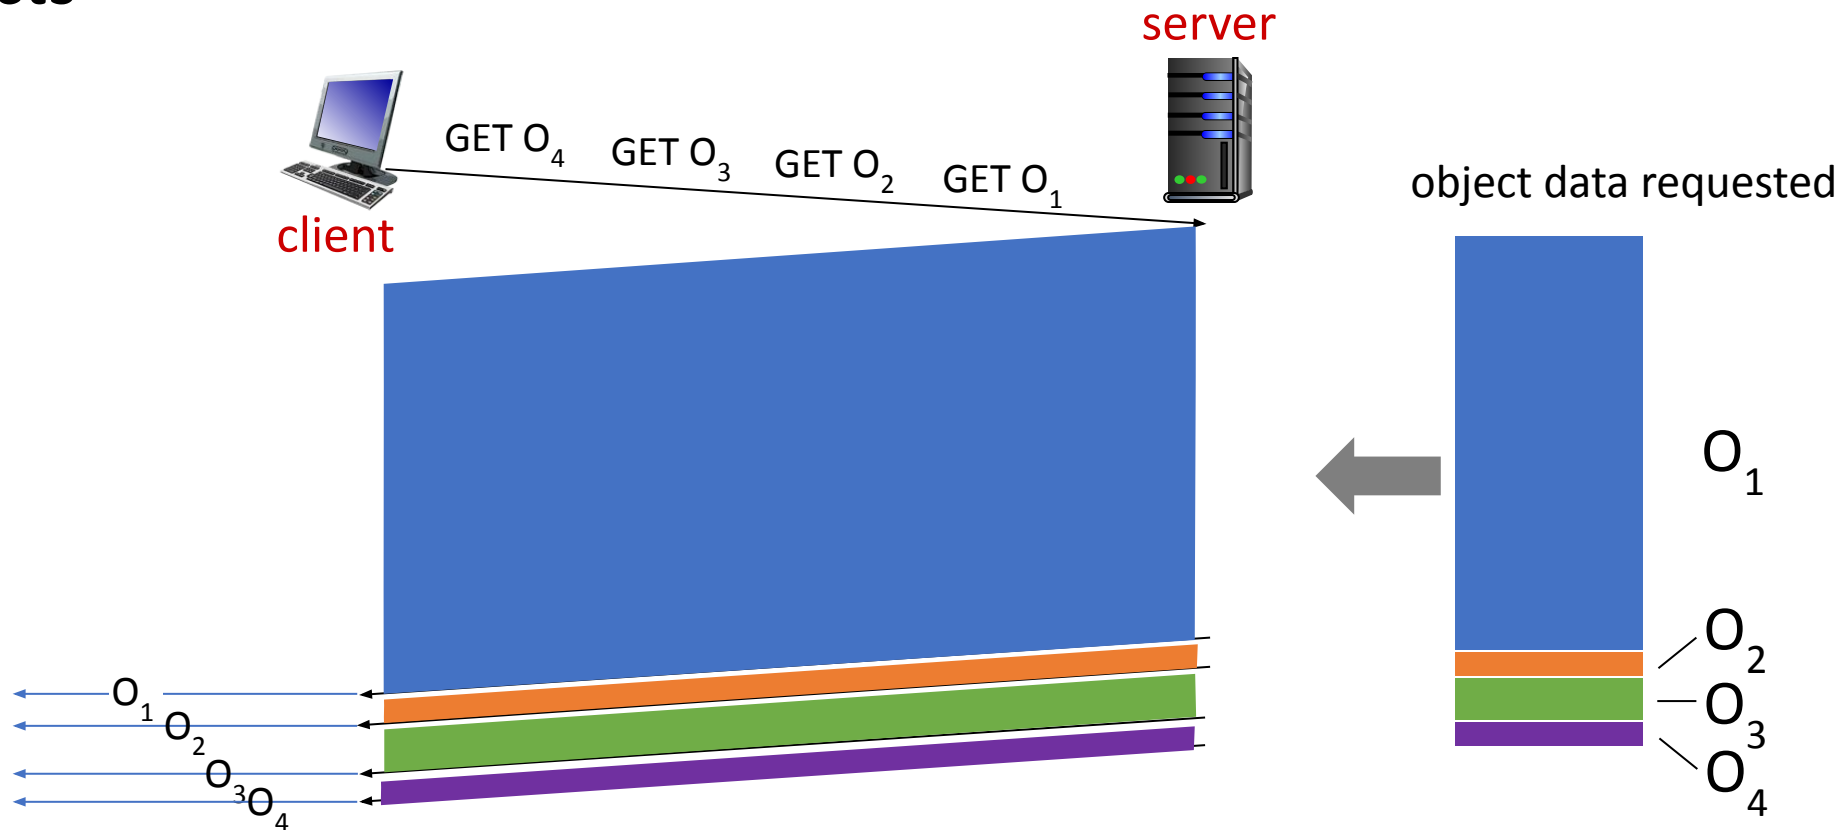 server
GET O4
GET O3
GET O2
GET O1
object data requested
client
O1
O2
O3
O4
O1
O2
O3
O4